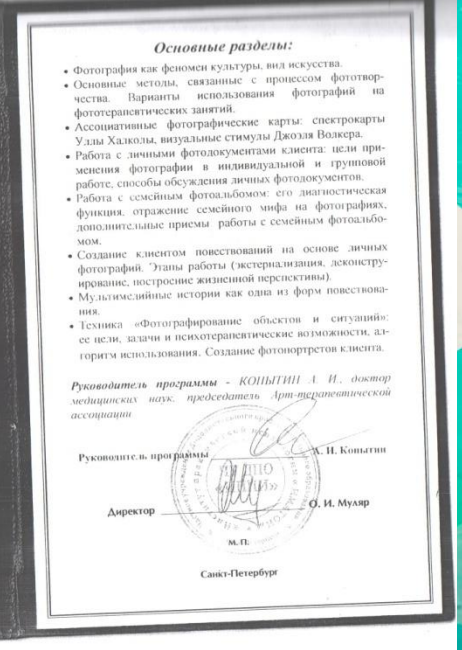 Основные разделы:
• Фотография как феномен культуры, вид искусства.
• Основные методы, связанные с процессом фототвор-
чества. Варианты использования фотографий на
фототерапевтических занятий.
• Ассоциативные фотографические карты: спектрокарты
Уллы Халколы, визуальные стимулы Джоэля Волкера.
• Работа с личными фотодокументами клиента: цели при-
менения фотографии в индивидуальной и групповой
работе, способы обсуждения личных фотодокументов.
• Работа с семейным фотоальбомом: его диагностическая
функция, отражение семейного мифа на фотографиях,
дополнительные приемы работы с семейным фотоальбо-
мом.
• Создание клиентом повествований на основе личных
фотографий. Этапы работы (экстернализация, деконстру-
ирование, построение жизненной перспективы).
• Мультимедийные истории как одна из форм повествова-
ния.
• Техника «Фотографирование объектов и ситуаций»:
ее цели, задачи и психотерапевтические возможности, ал-
горитм использования. Создание фотопортретов клиента.
Руководитель программы - КОПЫТИН А. И., доктор
медицинских наук, председатель Арт-терапевтической
ассоциации
Руководитель программы А. И. Копытин
Директор О. И. Муляр
М. П.
Санкт-Петербург